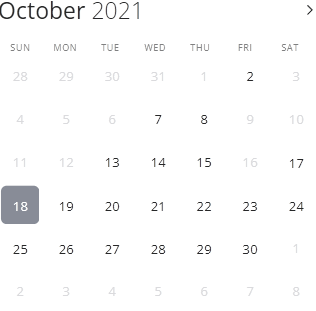 October 2021
SUN MON TUE WED THU FRI SAT
28 29 30 31 1 2 3
4 5 6 7 8 9 10
11 12 13 14 15 16 17
18 19 20 21 22 23 24
25 26 27 28 29 30 1
2 3 4 5 6 7 8